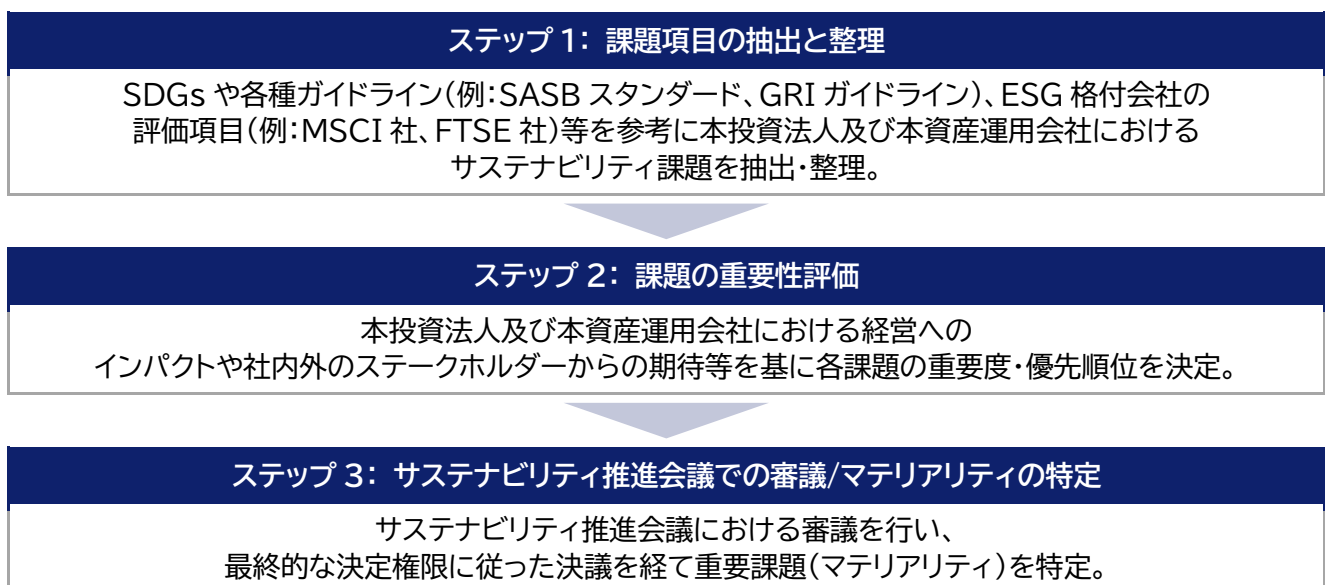 ステップ 1： 課題項目の抽出と整理
SDGs や各種ガイドライン（例：SASB スタンダード、GRI ガイドライン）、ESG 格付会社の
評価項目（例：MSCI 社、FTSE 社）等を参考に本投資法人及び本資産運用会社における
サステナビリティ課題を抽出・整理。
ステップ 2： 課題の重要性評価
本投資法人及び本資産運用会社における経営への
インパクトや社内外のステークホルダーからの期待等を基に各課題の重要度・優先順位を決定。
ステップ 3： サステナビリティ推進会議での審議/マテリアリティの特定
サステナビリティ推進会議における審議を行い、
最終的な決定権限に従った決議を経て重要課題（マテリアリティ）を特定。